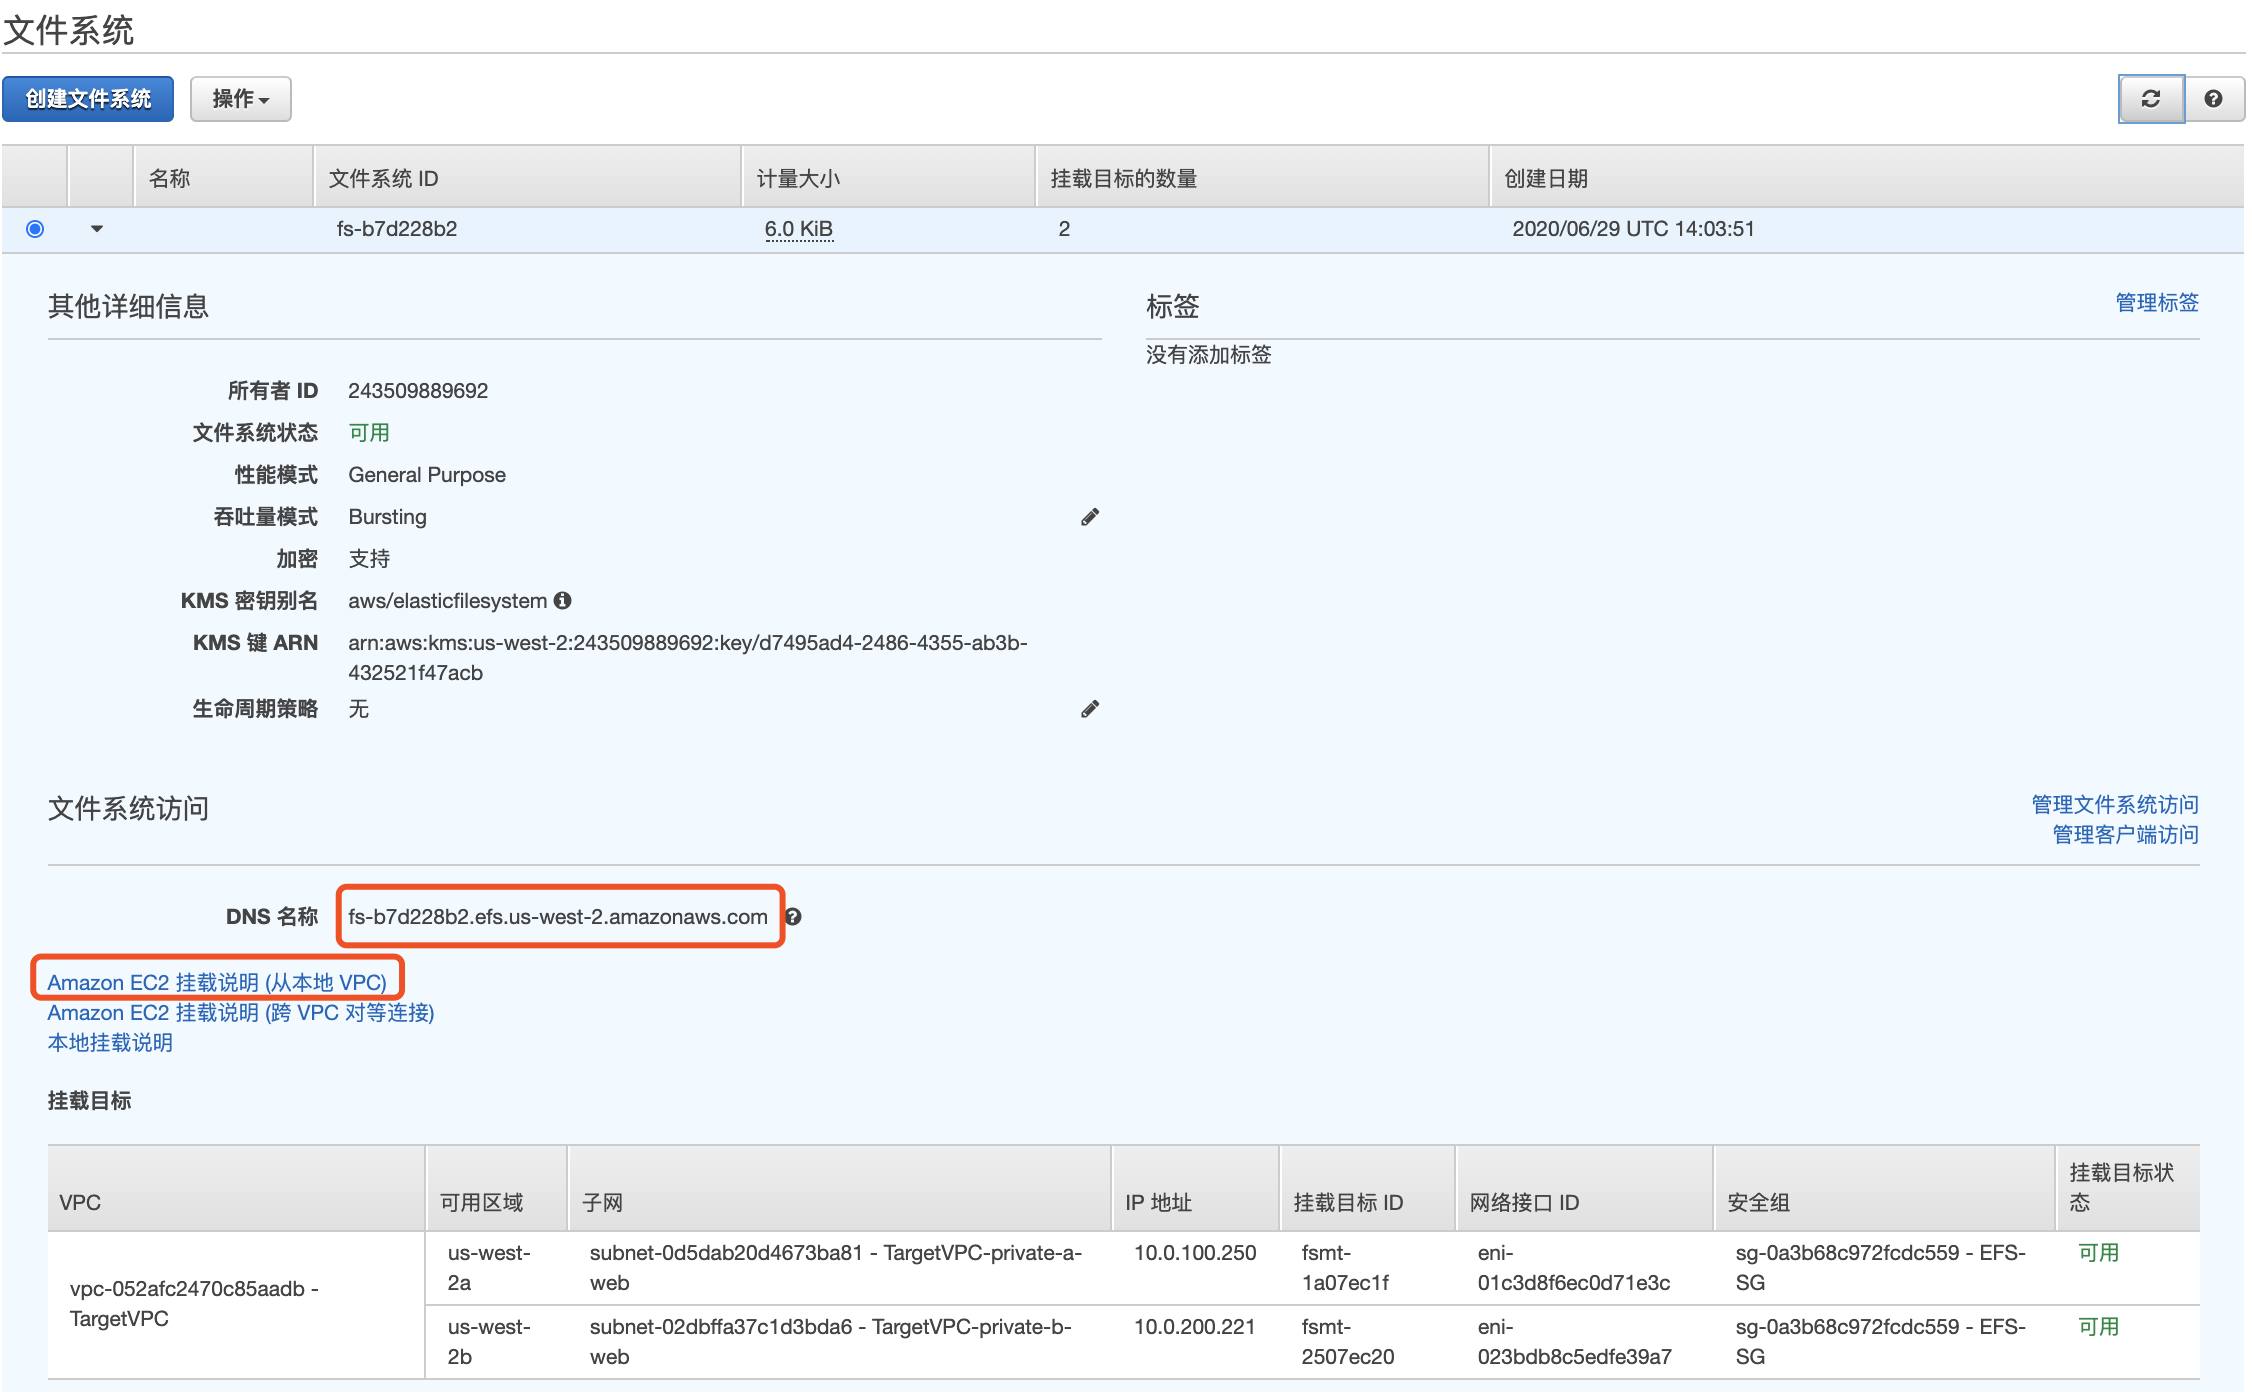 文件系统
创建文件系统 操作
名称 文件系统 ID 计量大小 挂载目标的数量 创建日期
fs-b7d228b2 6.0 KiB 2 2020/06/29 UTC 14:03:51
其他详细信息
标签 管理标签
没有添加标签
所有者 ID 243509889692
文件系统状态 可用
性能模式 General Purpose
吞吐量模式 Bursting
加密 支持
KMS 密钥别名 aws/elasticfilesystem
KMS 键 ARN arn:aws:kms:us-west-2:243509889692:key/d7495ad4-2486-4355-ab3b-
432521f47acb
生命周期策略 无
文件系统访问 管理文件系统访问
管理客户端访问
DNS 名称 fs-b7d228b2.efs.us-west-2.amazonaws.com
Amazon EC2 挂载说明 (从本地 VPC)
Amazon EC2 挂载说明 (跨 VPC 对等连接)
本地挂载说明
挂载目标
VPC 可用区域 子网 IP 地址 挂载目标 ID 网络接口 ID 安全组 挂载目标状
态
vpc-052afc2470c85aadb -
TargetVPC
us-west- subnet-0d5dab20d4673ba81 - TargetVPC-private-a- 10.0.100.250 fsmt- eni- sg-0a3b68c972fcdc559 - EFS- 可用
2a web 1a07ec1f 01c3d8f6ec0d71e3c SG
us-west- subnet-02dbffa37c1d3bda6 - TargetVPC-private-b- 10.0.200.221 fsmt- eni- sg-0a3b68c972fcdc559 - EFS- 可用
2b web 2507ec20 023bdb8c5edfe39a7 SG